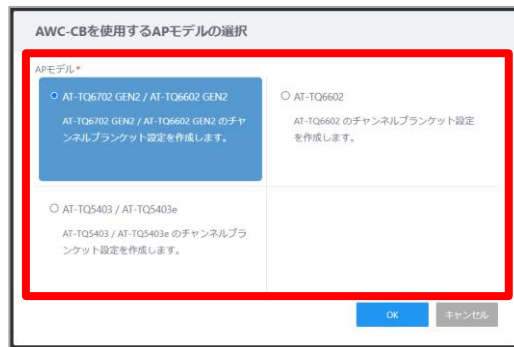 AWC-CBを使用するAPモデルの選択
APモデル*
AT-TQ6702 GEN2 / AT-TQ6602 GEN2
AT-TQ6702 GEN2 / AT-TQ6602 GEN2 のチャ
ンネルブランケット設定を作成します。
AT-TQ6602
AT-TQ6602 のチャンネルブランケット設定
を作成します。
AT-TQ5403 / AT-TQ5403e
AT-TQ5403 / AT-TQ5403e のチャンネルブラ
ンケット設定を作成します。
OK
キャンセル